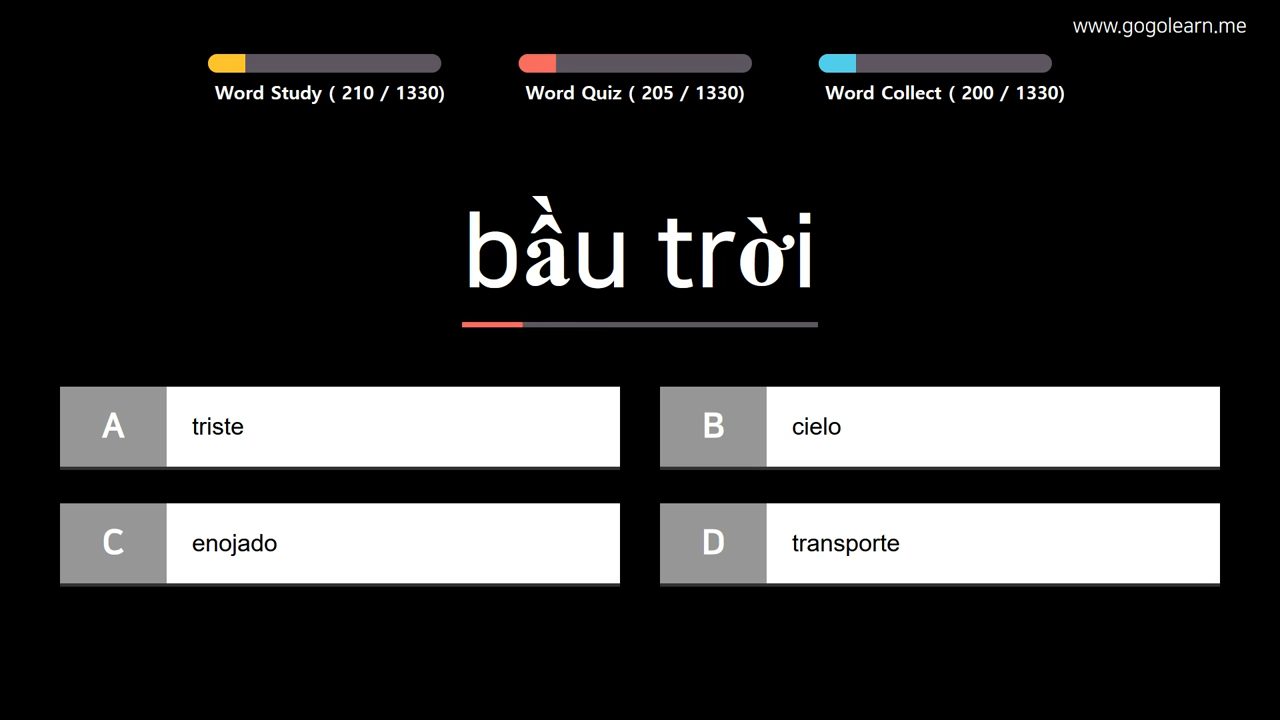 www.gogolearn.me
Word Study ( 210 / 1330)
Word Quiz ( 205 / 1330)
Word Collect ( 200 / 1330)
bầu trời
A triste
B cielo
C enojado
D transporte